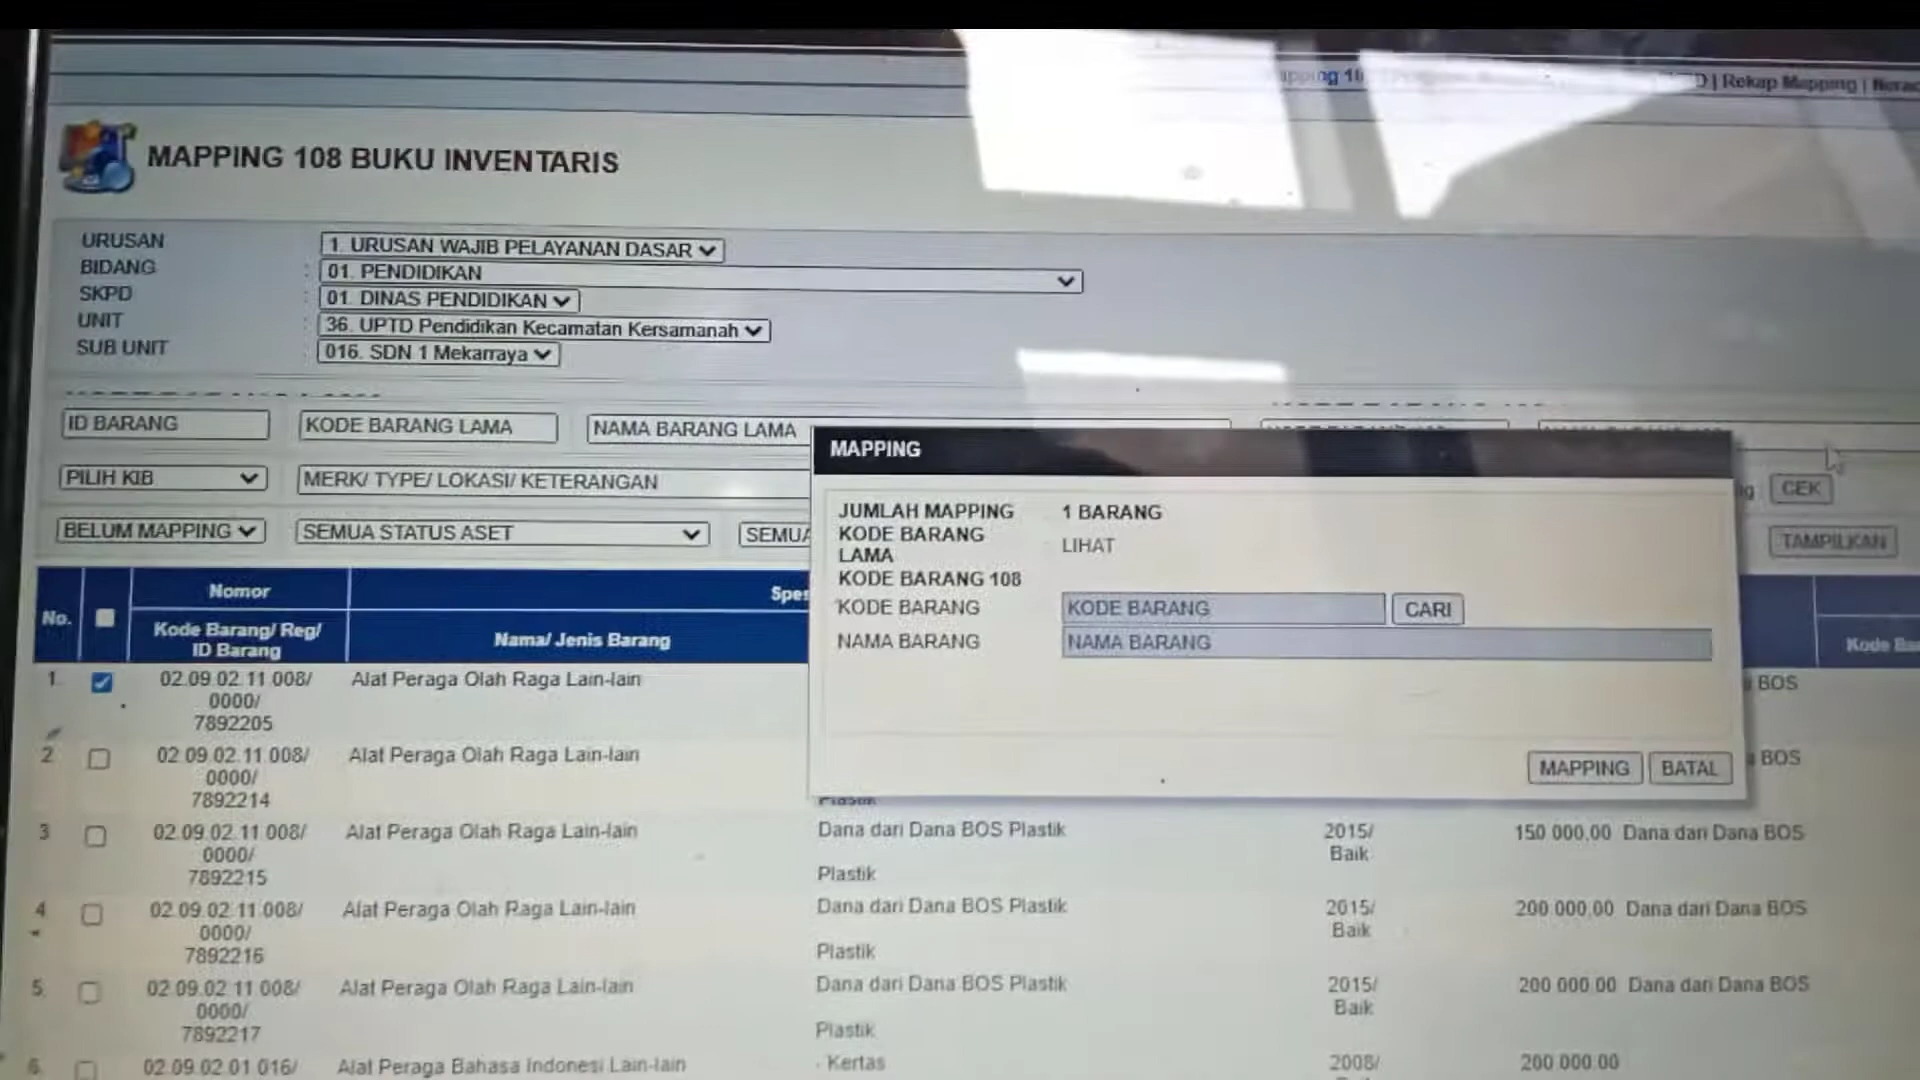 Rekap Mapping |
MAPPING 108 BUKU INVENTARIS
URUSAN 1. URUSAN WAJIB PELAYANAN DASAR
BIDANG : 01. PENDIDIKAN
SKPD : 01. DINAS PENDIDIKAN
UNIT : 36. UPTD Pendidikan Kecamatan Kersamanah
SUB UNIT 016. SDN 1 Mekarraya
ID BARANG KODE BARANG LAMA NAMA BARANG LAMA
PILIH KIB MERK/ TYPE/ LOKASI/ KETERANGAN CEK
BELUM MAPPING SEMUA STATUS ASET SEMUA TAMPILKAN
MAPPING
JUMLAH MAPPING 1 BARANG
KODE BARANG
LAMA LIHAT
KODE BARANG 108
KODE BARANG KODE BARANG CARI
NAMA BARANG NAMA BARANG
MAPPING BATAL
No. Nomor
Kode Barang/ Reg/
ID Barang Nama/ Jenis Barang
1. 02.09.02.11.008/ Alat Peraga Olah Raga Lain-lain BOS
0000/
7892205
2 02.09.02.11.008/ Alat Peraga Olah Raga Lain-lain BOS
0000/
7892214 Plastik
3 02.09.02.11.008/ Alat Peraga Olah Raga Lain-lain Dana dari Dana BOS Plastik 2015/ 150.000,00 Dana dari Dana BOS
0000/ Baik
7892215 Plastik
4 02.09.02.11.008/ Alat Peraga Olah Raga Lain-lain Dana dari Dana BOS Plastik 2015/ 200.000,00 Dana dari Dana BOS
0000/ Baik
7892216 Plastik
5. 02.09.02.11.008/ Alat Peraga Olah Raga Lain-lain Dana dari Dana BOS Plastik 2015/ 200.000,00 Dana dari Dana BOS
0000/ Baik
7892217 Plastik
6. 02.09.02.01.016/ Alat Peraga Bahasa Indonesi Lain-lain - Kertas 2008/ 200.000,00